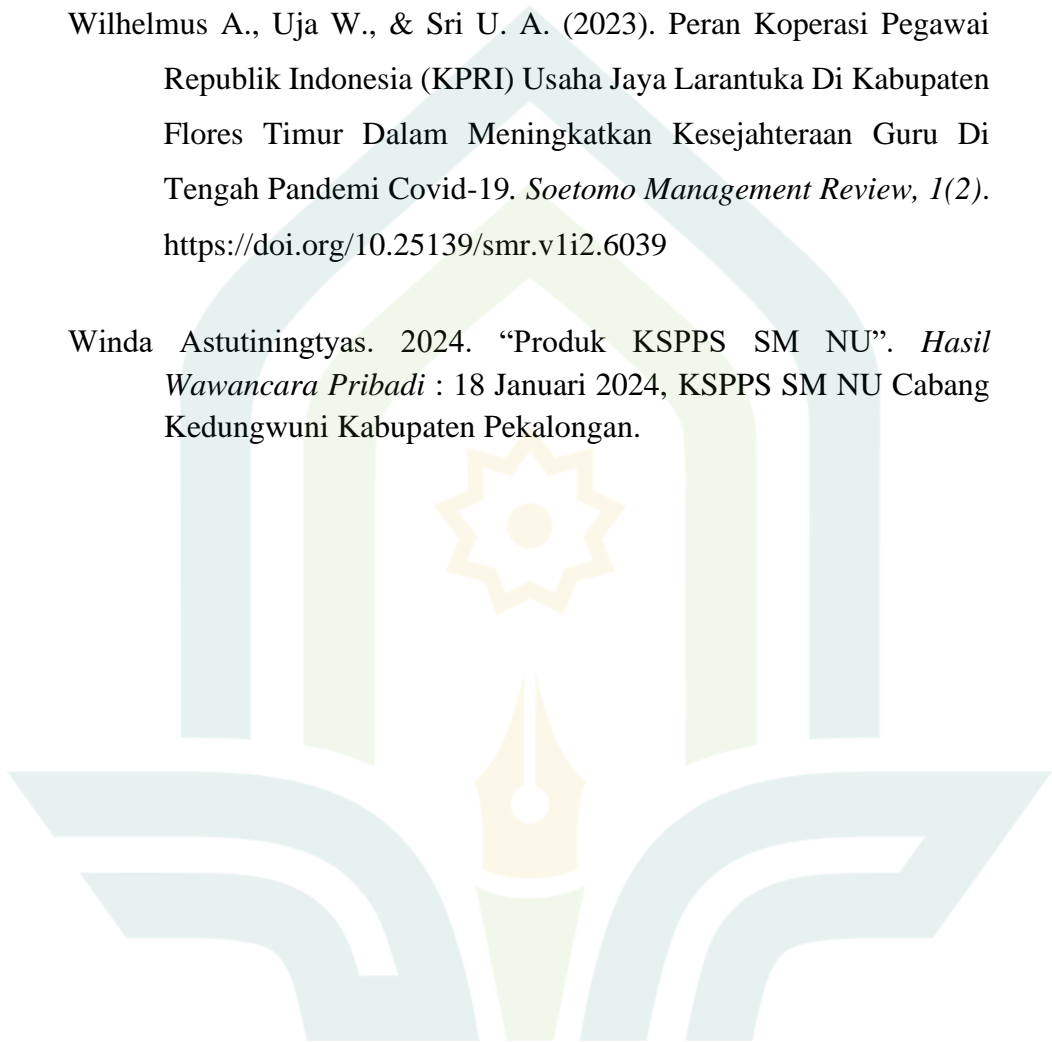 Wilhelmus A., Uja W., & Sri U. A. (2023). Peran Koperasi Pegawai
Republik Indonesia (KPRI) Usaha Jaya Larantuka Di Kabupaten
Flores Timur Dalam Meningkatkan Kesejahteraan Guru Di
Tengah Pandemi Covid-19. Soetomo Management Review, 1(2).
https://doi.org/10.25139/smr.v1i2.6039
Winda Astutiningtyas. 2024. “Produk KSPPS SM NU”. Hasil
Wawancara Pribadi : 18 Januari 2024, KSPPS SM NU Cabang
Kedungwuni Kabupaten Pekalongan.